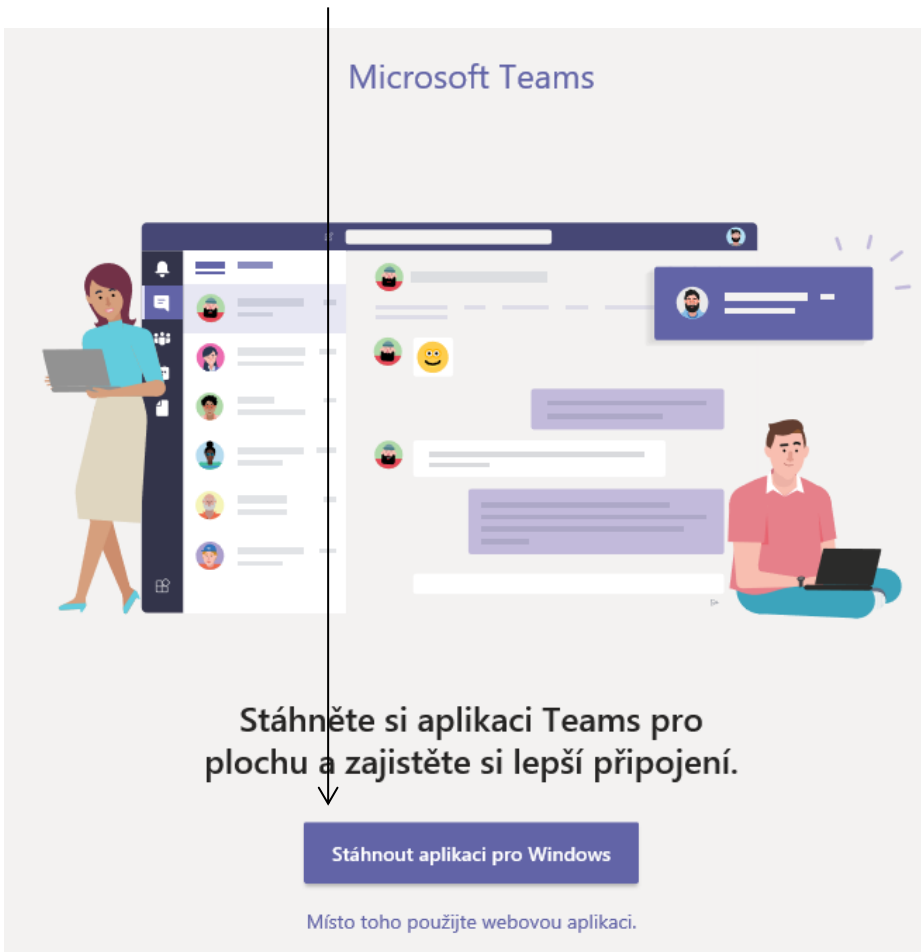 Microsoft Teams
Stáhněte si aplikaci Teams pro
plochu a zajistěte si lepší připojení.
Stáhnout aplikaci pro Windows
Místo toho použijte webovou aplikaci.